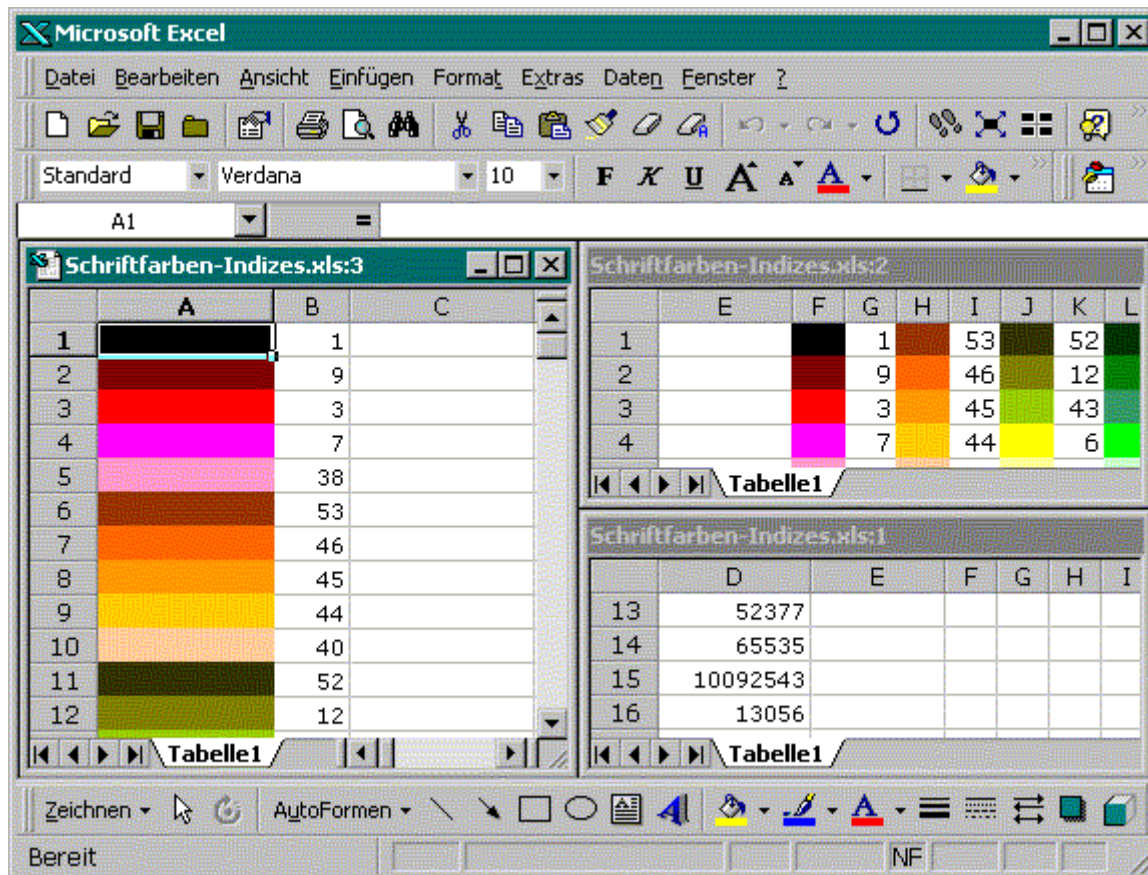 Microsoft Excel
Datei Bearbeiten Ansicht Einfügen Format Extras Daten Fenster ?
Standard Verdana 10 F K U A A A
A1 =
Schriftfarben-Indizes.xls:3
A B C
1 1
2 9
3 3
4 7
5 38
6 53
7 46
8 45
9 44
10 40
11 52
12 12
Tabelle1
Schriftfarben-Indizes.xls:2
E F G H I J K L
1 1 53 52
2 9 46 12
3 3 45 43
4 7 44 6
Tabelle1
Schriftfarben-Indizes.xls:1
D E F G H I
13 52377
14 65535
15 10092543
16 13056
Tabelle1
Zeichnen AutoFormen A A
Bereit NF